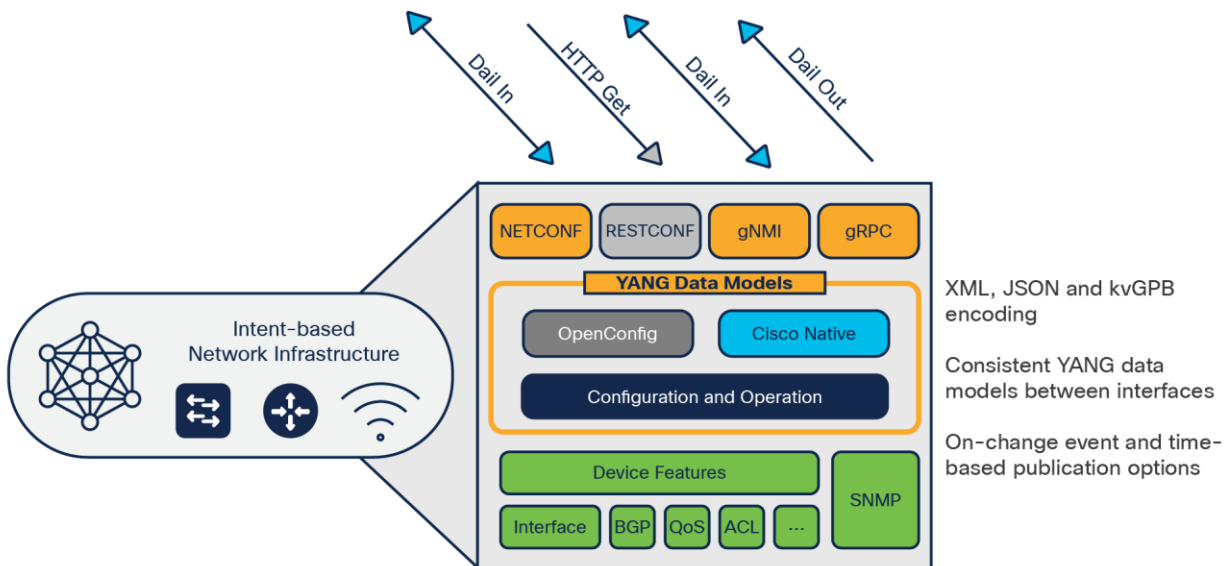 Dail In
HTTP Get
Dail In
Dail Out
NETCONF
RESTCONF
gNMI
gRPC
YANG Data Models
OpenConfig
Cisco Native
Configuration and Operation
Intent-based
Network Infrastructure
Device Features
SNMP
Interface
BGP
QoS
ACL
...
XML, JSON and kvGPB
encoding
Consistent YANG data
models between interfaces
On-change event and time-
based publication options